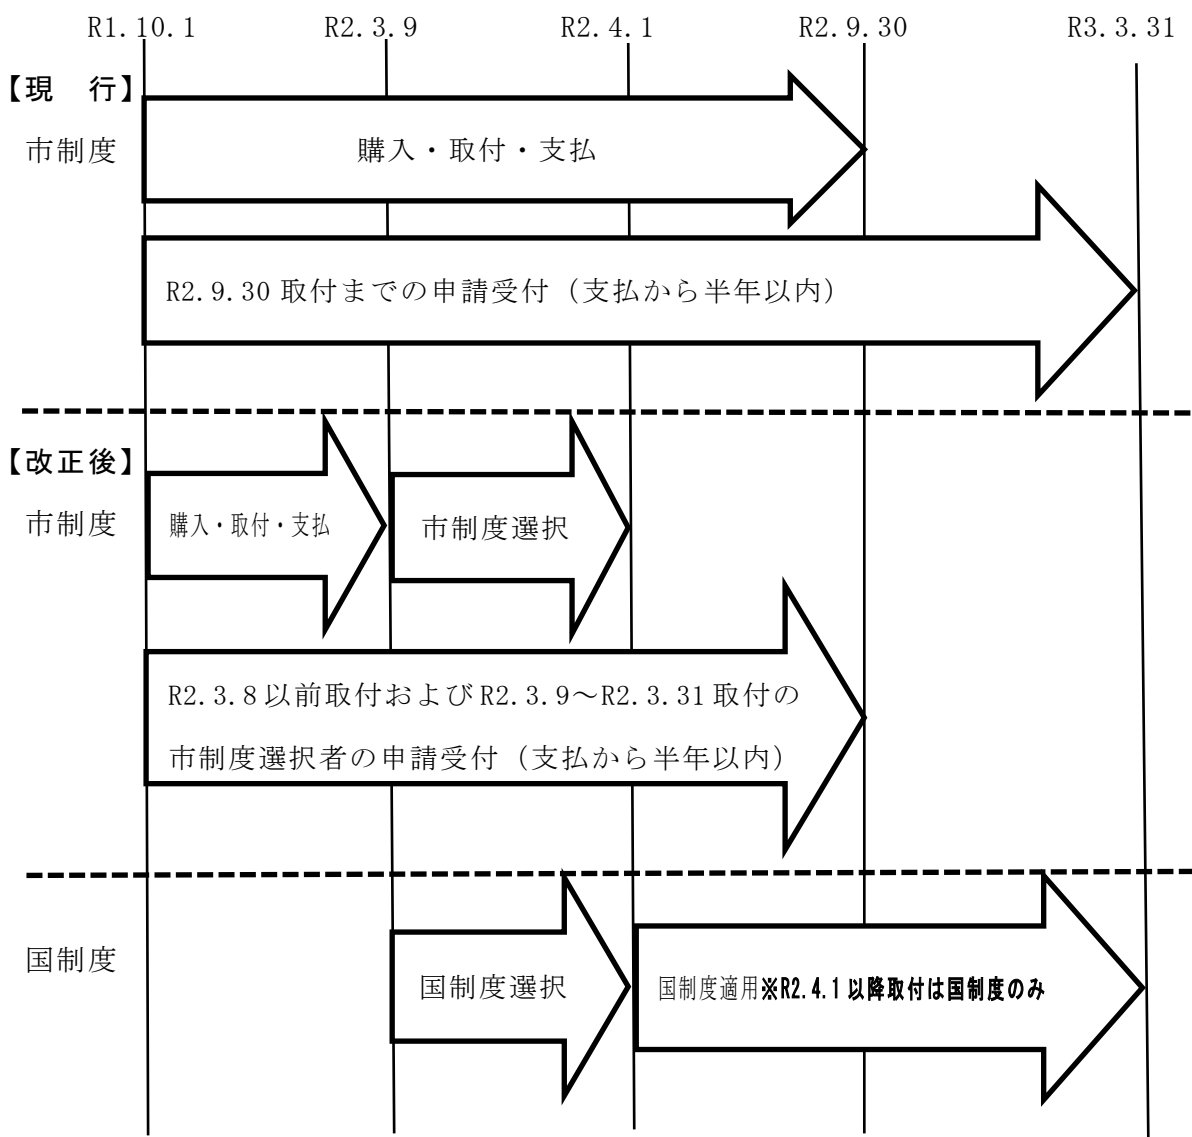 R1.10.1 R2.3.9 R2.4.1 R2.9.30 R3.3.31
【現　行】
市制度
購入・取付・支払
R2.9.30 取付までの申請受付（支払から半年以内）
【改正後】
市制度
購入・取付・支払
市制度選択
R2.3.8 以前取付および R2.3.9～R2.3.31 取付の
市制度選択者の申請受付（支払から半年以内）
国制度
国制度選択
国制度適用※R2.4.1 以降取付は国制度のみ